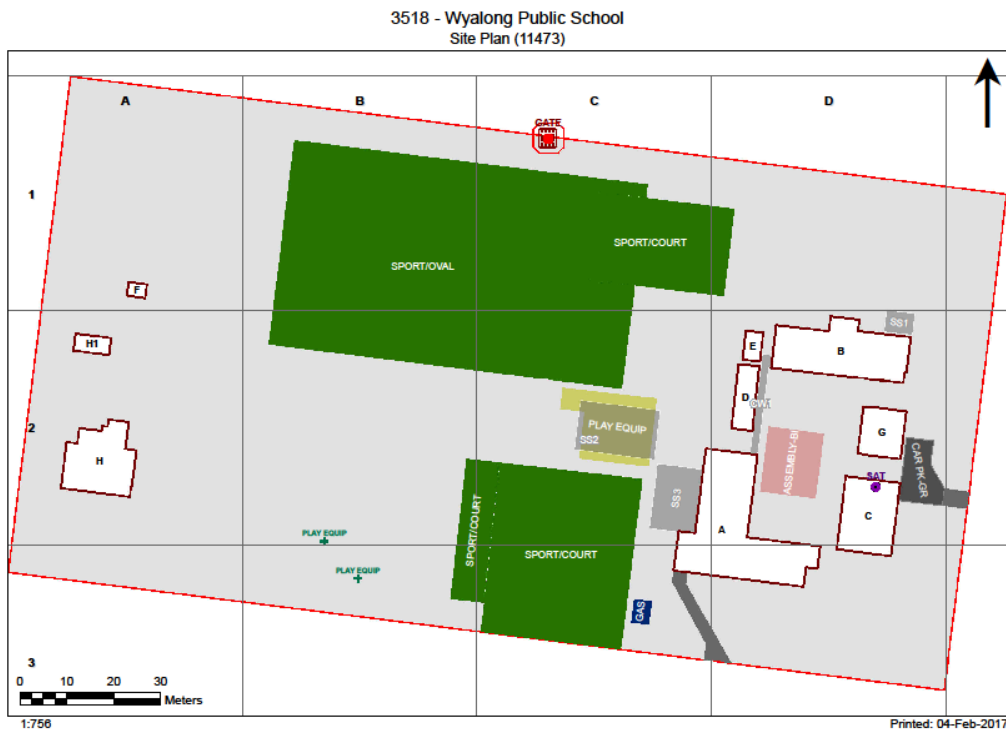 3518 - Wyalong Public School
Site Plan (11473)
A
B
C
D
GATE
1
SPORT/COURT
SPORT/OVAL
F
SS1
H1
E
B
D
CW1
2
PLAY EQUIP
SS2
G
H
ASSEMBLY-BI
CAR PK-GR
SAT
SS3
C
A
SPORT/COURT
PLAY EQUIP
SPORT/COURT
PLAY EQUIP
GAS
3
0 10 20 30
Meters
1:756
Printed: 04-Feb-2017